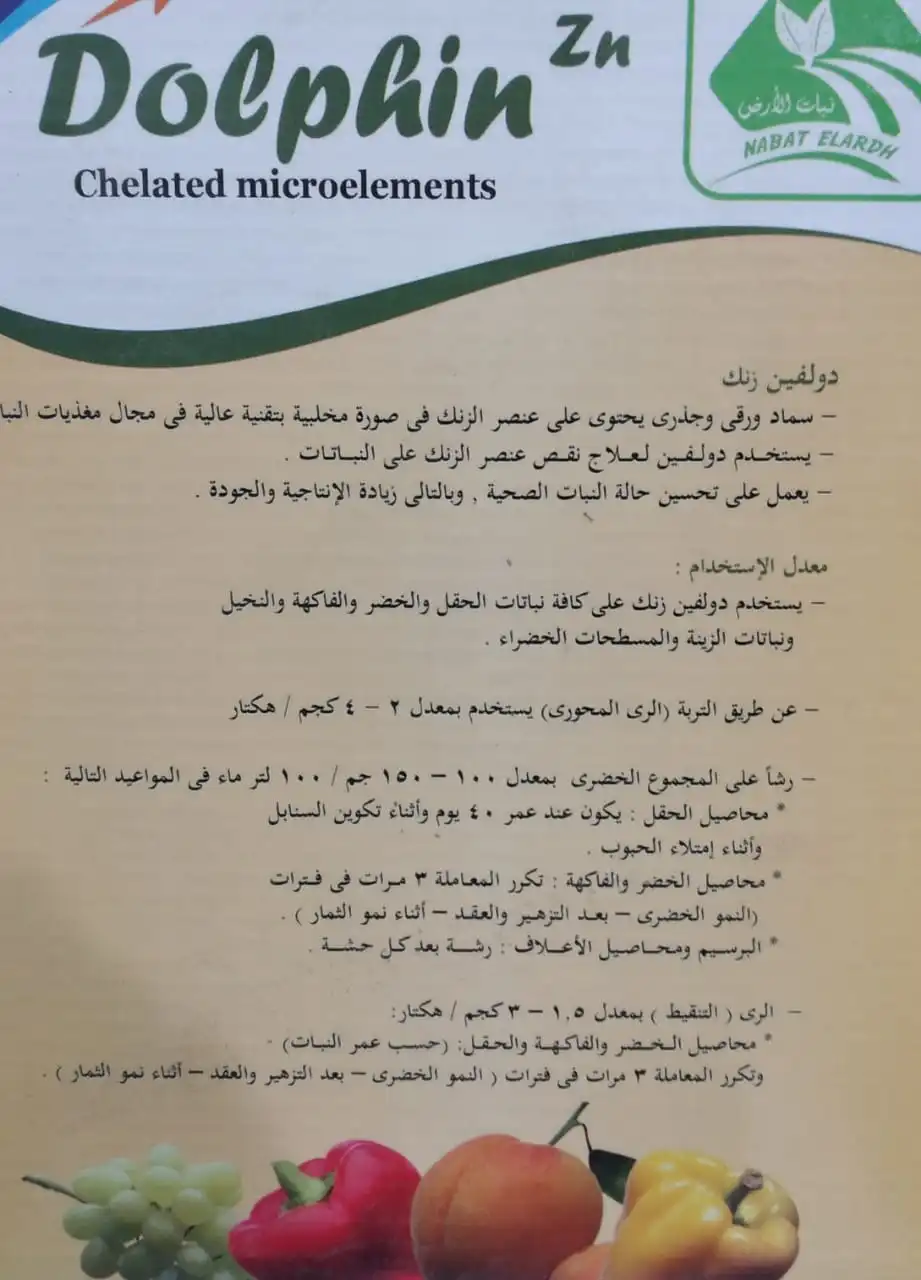 Dolphin Zn
Chelated microelements
نبات الأرض
NABAT ELARDH
دولفين زنك
– سماد ورقى وجذرى يحتوى على عنصر الزنك فى صورة مخلبية بتقنية عالية فى مجال مغذيات
– يستخدم دولفين لعلاج نقص عنصر الزنك على النباتات .
– يعمل على تحسين حالة النبات الصحية , وبالتالى زيادة الإنتاجية والجودة .
معدل الإستخدام :
– يستخدم دولفين زنك على كافة نباتات الحقل والخضر والفاكهة والنخيل
ونباتات الزينة والمسطحات الخضراء .
– عن طريق التربة (الرى المحورى) يستخدم بمعدل ٢ – ٤ كجم / هكتار
– رشاً على المجموع الخضرى بمعدل ١٠٠ – ١٥٠ جم / ١٠٠ لتر ماء فى المواعيد التالية :
* محاصيل الحقل : يكون عند عمر ٤٠ يوم وأثناء تكوين السنابل
وأثناء إمتلاء الحبوب .
* محاصيل الخضر والفاكهة : تكرر المعاملة ٣ مرات فى فترات
(النمو الخضرى – بعد التزهير والعقد – أثناء نمو الثمار ) .
* البرسيم ومحاصيل الأعلاف : رشة بعد كل حشة .
– الرى ( التنقيط ) بمعدل ١,٥ – ٣ كجم / هكتار:
* محاصيل الخضر والفاكهة والحقل: (حسب عمر النبات) .
وتكرر المعاملة ٣ مرات فى فترات ( النمو الخضرى – بعد التزهير والعقد – أثناء نمو الثمار ) .